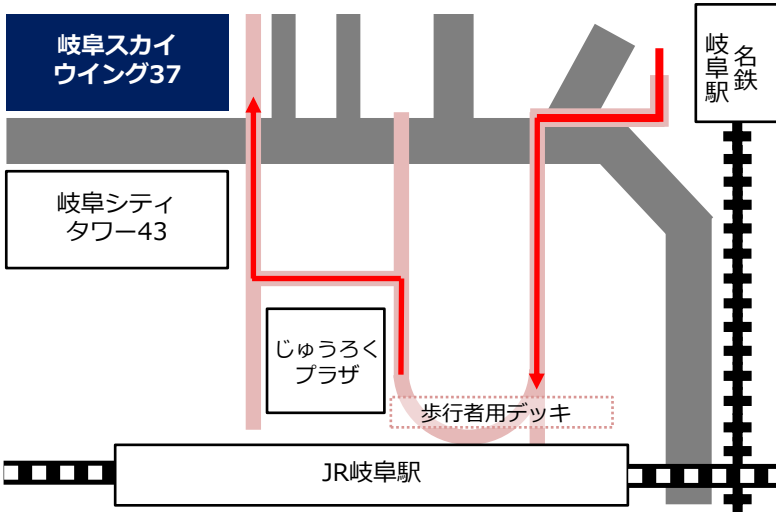 岐阜スカイ
ウイング37
名鉄
岐阜駅
岐阜シティ
タワー43
じゅうろく
プラザ
歩行者用デッキ
JR岐阜駅